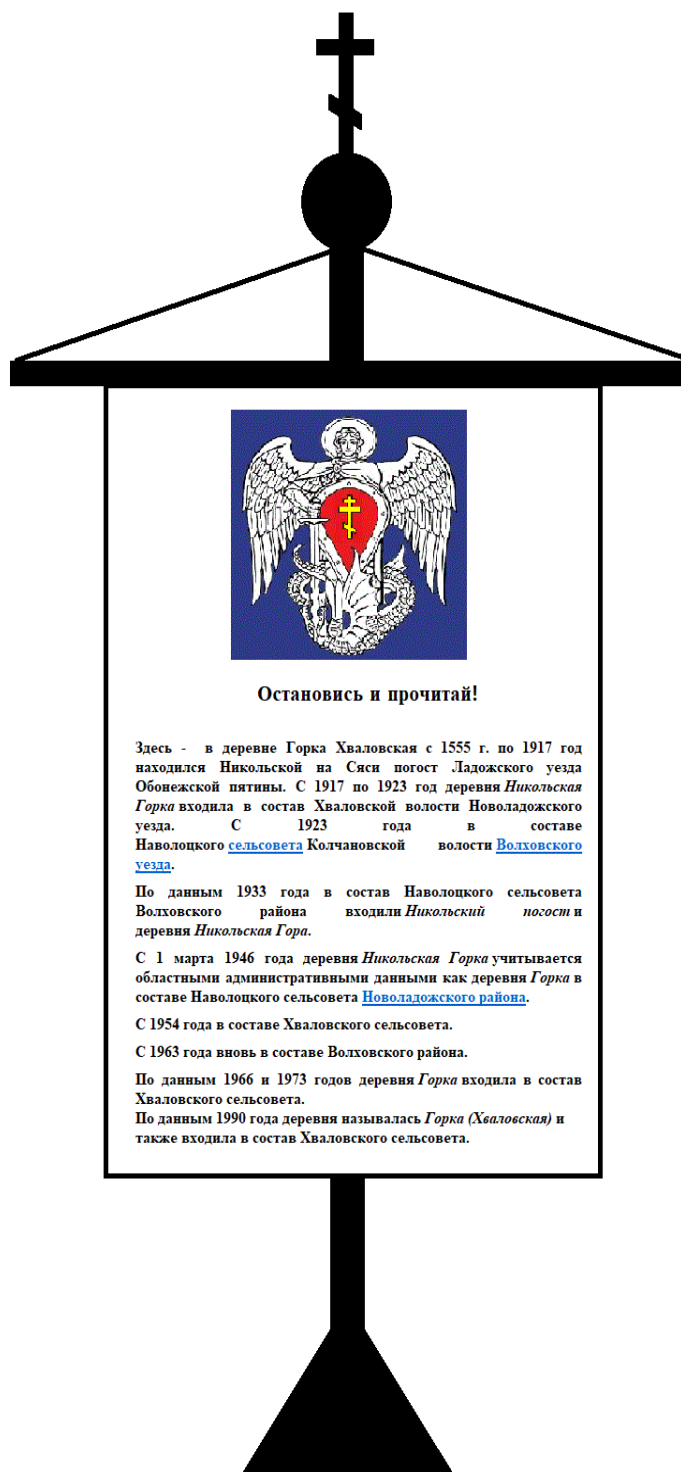 Остановись и прочитай!
Здесь - в деревне Горка Хваловская с 1555 г. по 1917 год
находился Никольской на Сяси погост Ладожского уезда
Обонежской пятины. С 1917 по 1923 год деревня Никольская
Горка входила в состав Хваловской волости Новоладожского
уезда. С 1923 года в составе
Наволоцкого сельсовета Колчановской волости Волховского
уезда.
По данным 1933 года в состав Наволоцкого сельсовета
Волховского района входили Никольский погост и
деревня Никольская Гора.
С 1 марта 1946 года деревня Никольская Горка учитывается
областными административными данными как деревня Горка в
составе Наволоцкого сельсовета Новоладожского района.
С 1954 года в составе Хваловского сельсовета.
С 1963 года вновь в составе Волховского района.
По данным 1966 и 1973 годов деревня Горка входила в состав
Хваловского сельсовета.
По данным 1990 года деревня называлась Горка (Хваловская) и
также входила в состав Хваловского сельсовета.